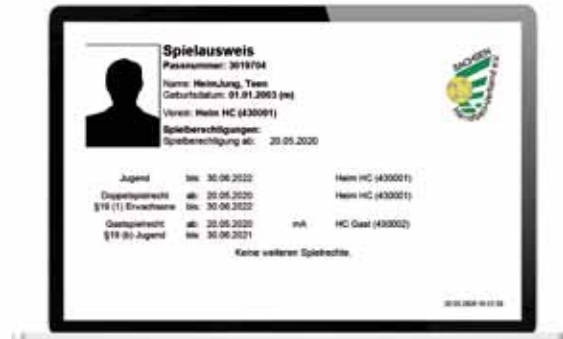 Spielausweis
Passnummer: 3019704
Name: HeimJung, Teen
Geburtsdatum: 01.01.2003 (m)
Verein: Heim HC (430001)
Spielberechtigungen:
Spielberechtigung ab: 20.05.2020
Jugend bis: 30.06.2022 Heim HC (430001)
Doppelspielrecht ab: 20.05.2020 Heim HC (430001)
§19 (1) Erwachsene bis: 30.06.2022
Gastspielrecht ab: 20.05.2020 mA HC Gast (430002)
§19 (b) Jugend bis: 30.06.2021
Keine weiteren Spielrechte.
SACHSEN